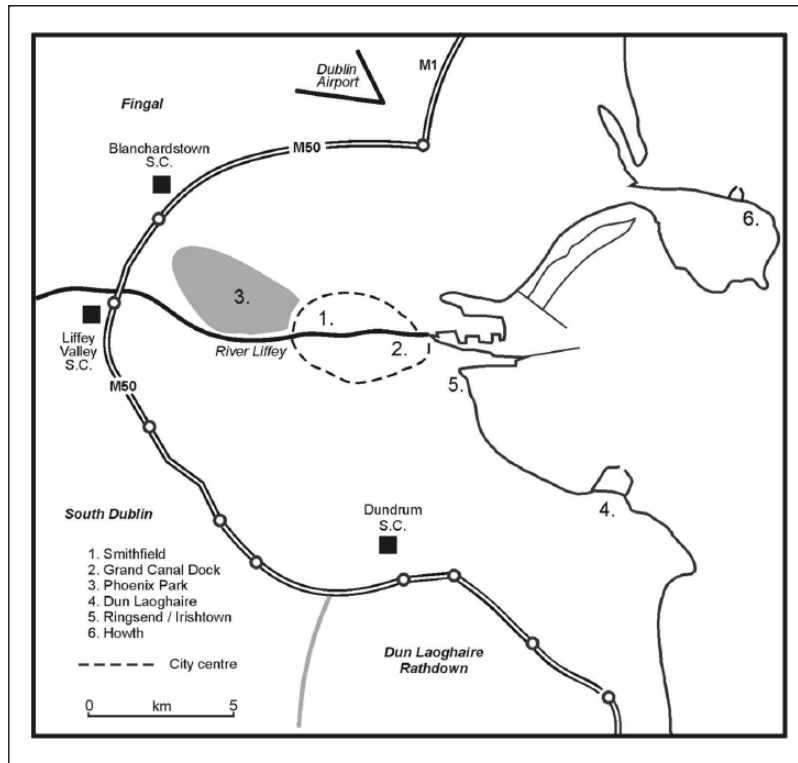 Dublin
Airport
M1
Fingal
Blanchardstown
S.C.
M50
6.
3.
1.
Liffey
Valley
S.C.
River Liffey
2.
M50
5.
4.
South Dublin
Dundrum
S.C.
1. Smithfield
2. Grand Canal Dock
3. Phoenix Park
4. Dun Laoghaire
5. Ringsend / Irishtown
6. Howth
City centre
Dun Laoghaire
Rathdown
0 km 5